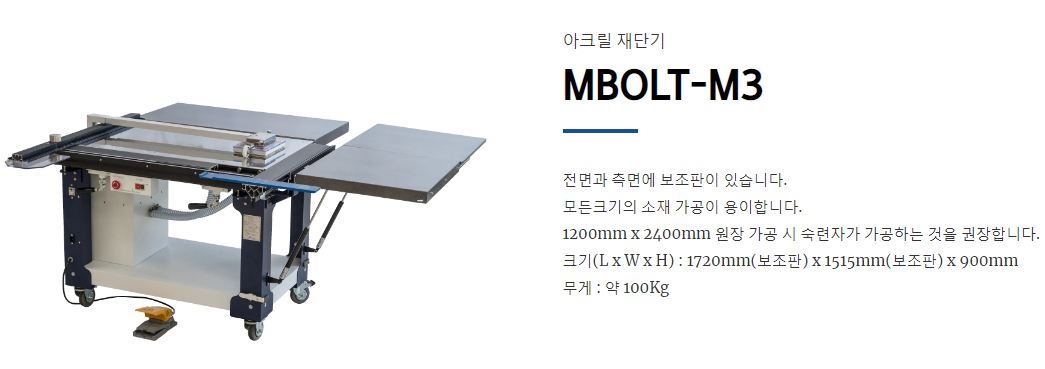 아크릴 재단기
MBOLT-M3
전면과 측면에 보조판이 있습니다.
모든크기의 소재 가공이 용이합니다.
1200mm x 2400mm 원장 가공 시 숙련자가 가공하는 것을 권장합니다.
크기(L x W x H) : 1720mm(보조판) x 1515mm(보조판) x 900mm
무게 : 약 100Kg